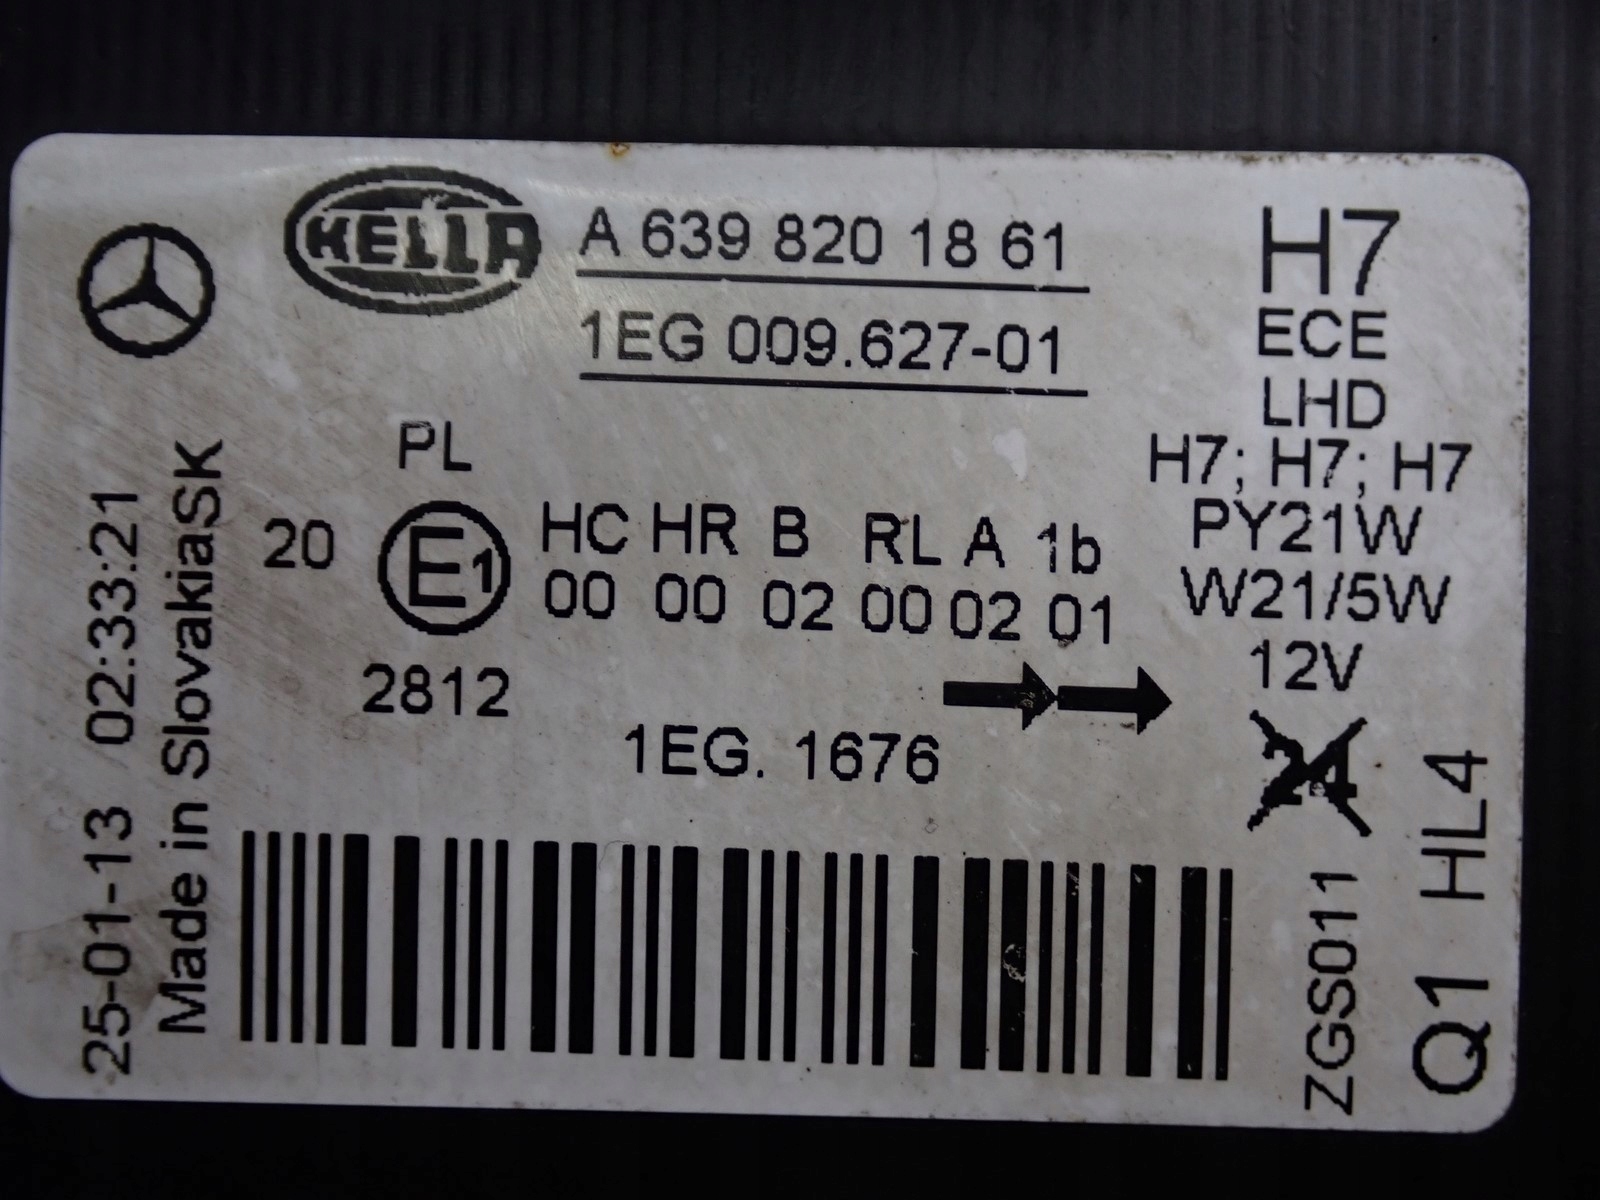 HELLA
A 639 820 18 61
1EG 009.627-01
H7
ECE
LHD
H7; H7; H7
PY21W
W21/5W
12V
24
PL
20
E1
HC HR B RL A 1b
00 00 02 00 02 01
2812
1EG. 1676
25-01-13 02:33:21
Made in SlovakiaSK
ZGS011
Q1 HL4